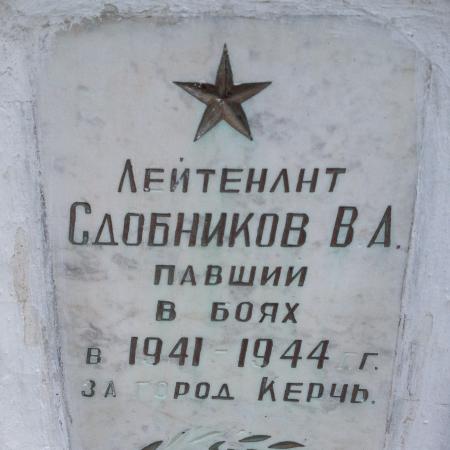 Лейтенант
Сдобников В.А.
павший
в боях
в 1941-1944 г.г.
за город Керчь.